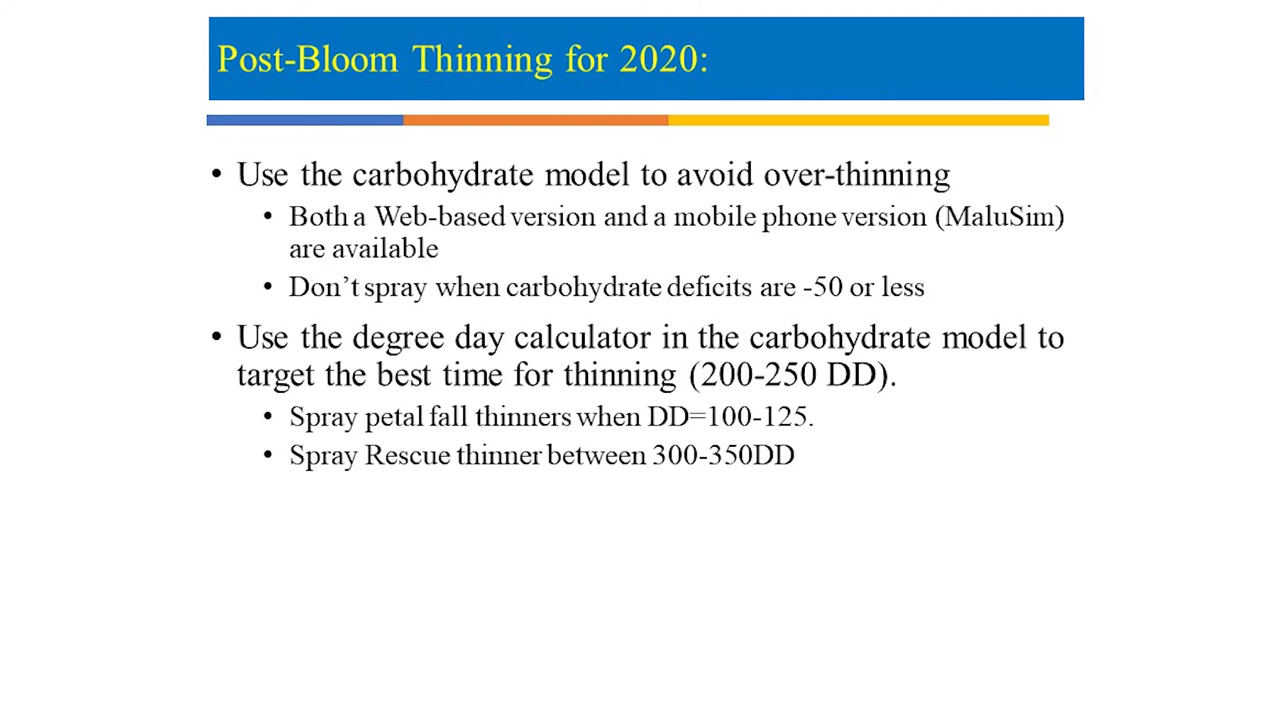 Post-Bloom Thinning for 2020:
• Use the carbohydrate model to avoid over-thinning
• Both a Web-based version and a mobile phone version (MaluSim)
are available
• Don't spray when carbohydrate deficits are -50 or less
• Use the degree day calculator in the carbohydrate model to
target the best time for thinning (200-250 DD).
• Spray petal fall thinners when DD=100-125.
• Spray Rescue thinner between 300-350DD